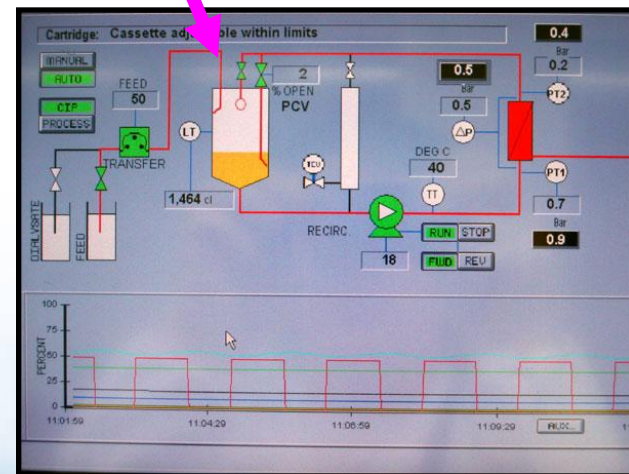 Cartridge: Cassette adj ble within limits
MANUAL
AUTO
CIP
PROCESS
FEED
50
TRANSFER
DIALYSATE
FEED
LT
1,464 cl
2
% OPEN
PCV
TCV
RECIRC
18
DEG C
40
TT
RUN STOP
FWD REV
0.5
Bar
0.5
ΔP
0.4
Bar
0.2
PT2
PT1
0.7
Bar
0.9
PERCENT
100
75
50
25
0
11:01:59 11:04:29 11:06:59 11:09:29
AUX...